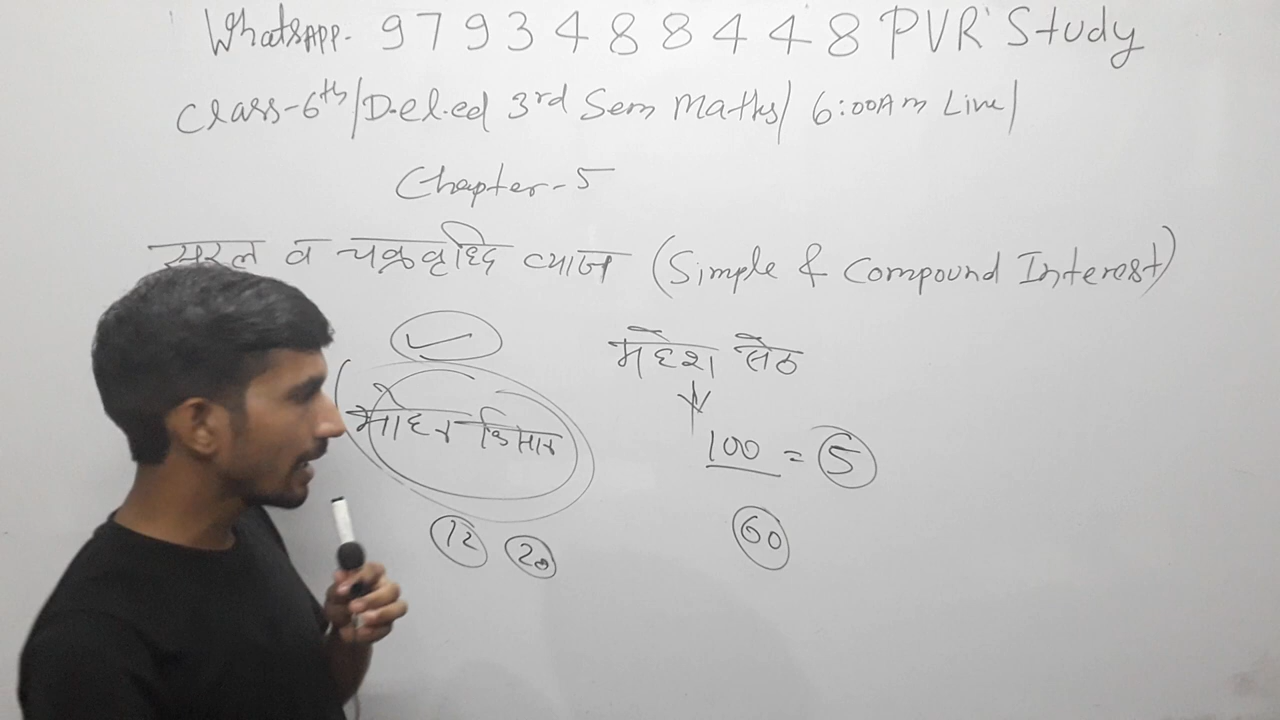 WhatsAPP- 9793488448 PVR Study
Class-6th/D.el.ed 3rd Sem Maths/ 6:00Am Live/
Chapter-5
सरल व चक्रवृध्दि व्याज (Simple & Compound Interest)
महेश सेठ
मोहन किसान
100 = 5
12 20 60